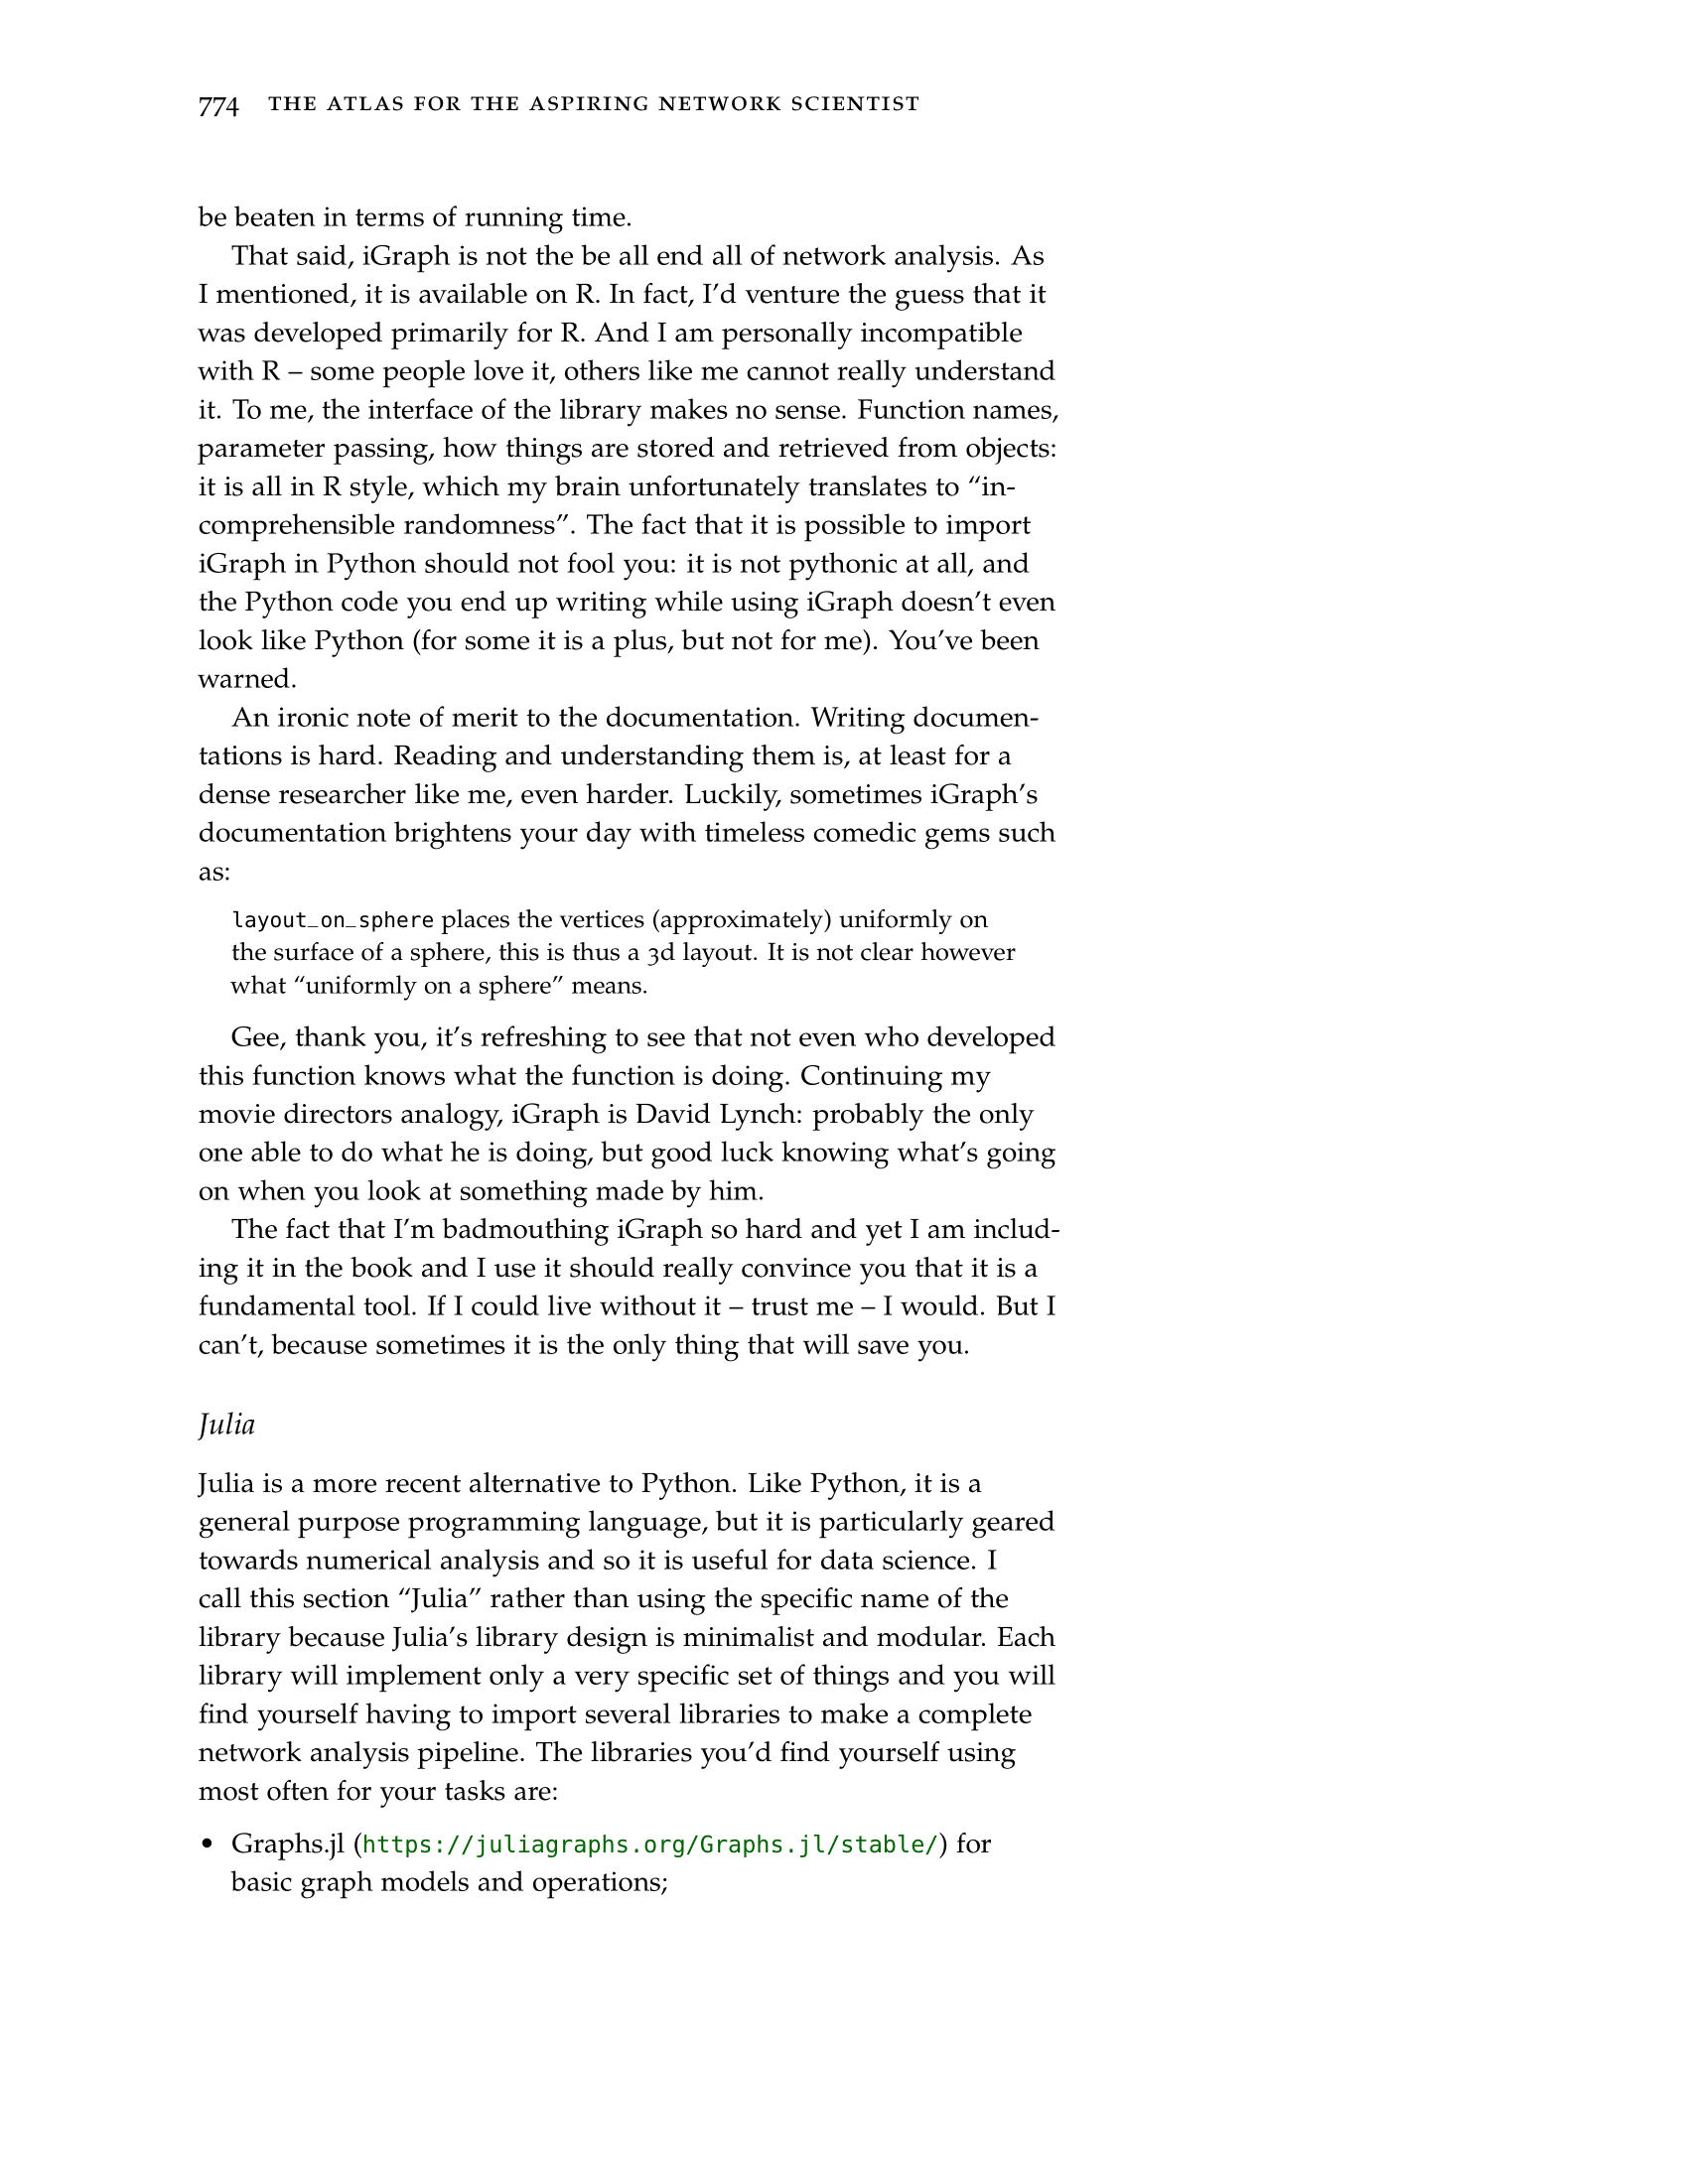 774 THE ATLAS FOR THE ASPIRING NETWORK SCIENTIST
be beaten in terms of running time.
That said, iGraph is not the be all end all of network analysis. As
I mentioned, it is available on R. In fact, I’d venture the guess that it
was developed primarily for R. And I am personally incompatible
with R – some people love it, others like me cannot really understand
it. To me, the interface of the library makes no sense. Function names,
parameter passing, how things are stored and retrieved from objects:
it is all in R style, which my brain unfortunately translates to “in-
comprehensible randomness”. The fact that it is possible to import
iGraph in Python should not fool you: it is not pythonic at all, and
the Python code you end up writing while using iGraph doesn’t even
look like Python (for some it is a plus, but not for me). You’ve been
warned.
An ironic note of merit to the documentation. Writing documen-
tations is hard. Reading and understanding them is, at least for a
dense researcher like me, even harder. Luckily, sometimes iGraph’s
documentation brightens your day with timeless comedic gems such
as:
layout_on_sphere places the vertices (approximately) uniformly on
the surface of a sphere, this is thus a 3d layout. It is not clear however
what “uniformly on a sphere” means.
Gee, thank you, it’s refreshing to see that not even who developed
this function knows what the function is doing. Continuing my
movie directors analogy, iGraph is David Lynch: probably the only
one able to do what he is doing, but good luck knowing what’s going
on when you look at something made by him.
The fact that I’m badmouthing iGraph so hard and yet I am includ-
ing it in the book and I use it should really convince you that it is a
fundamental tool. If I could live without it – trust me – I would. But I
can’t, because sometimes it is the only thing that will save you.
Julia
Julia is a more recent alternative to Python. Like Python, it is a
general purpose programming language, but it is particularly geared
towards numerical analysis and so it is useful for data science. I
call this section “Julia” rather than using the specific name of the
library because Julia’s library design is minimalist and modular. Each
library will implement only a very specific set of things and you will
find yourself having to import several libraries to make a complete
network analysis pipeline. The libraries you’d find yourself using
most often for your tasks are:
• Graphs.jl (https://juliagraphs.org/Graphs.jl/stable/) for
basic graph models and operations;